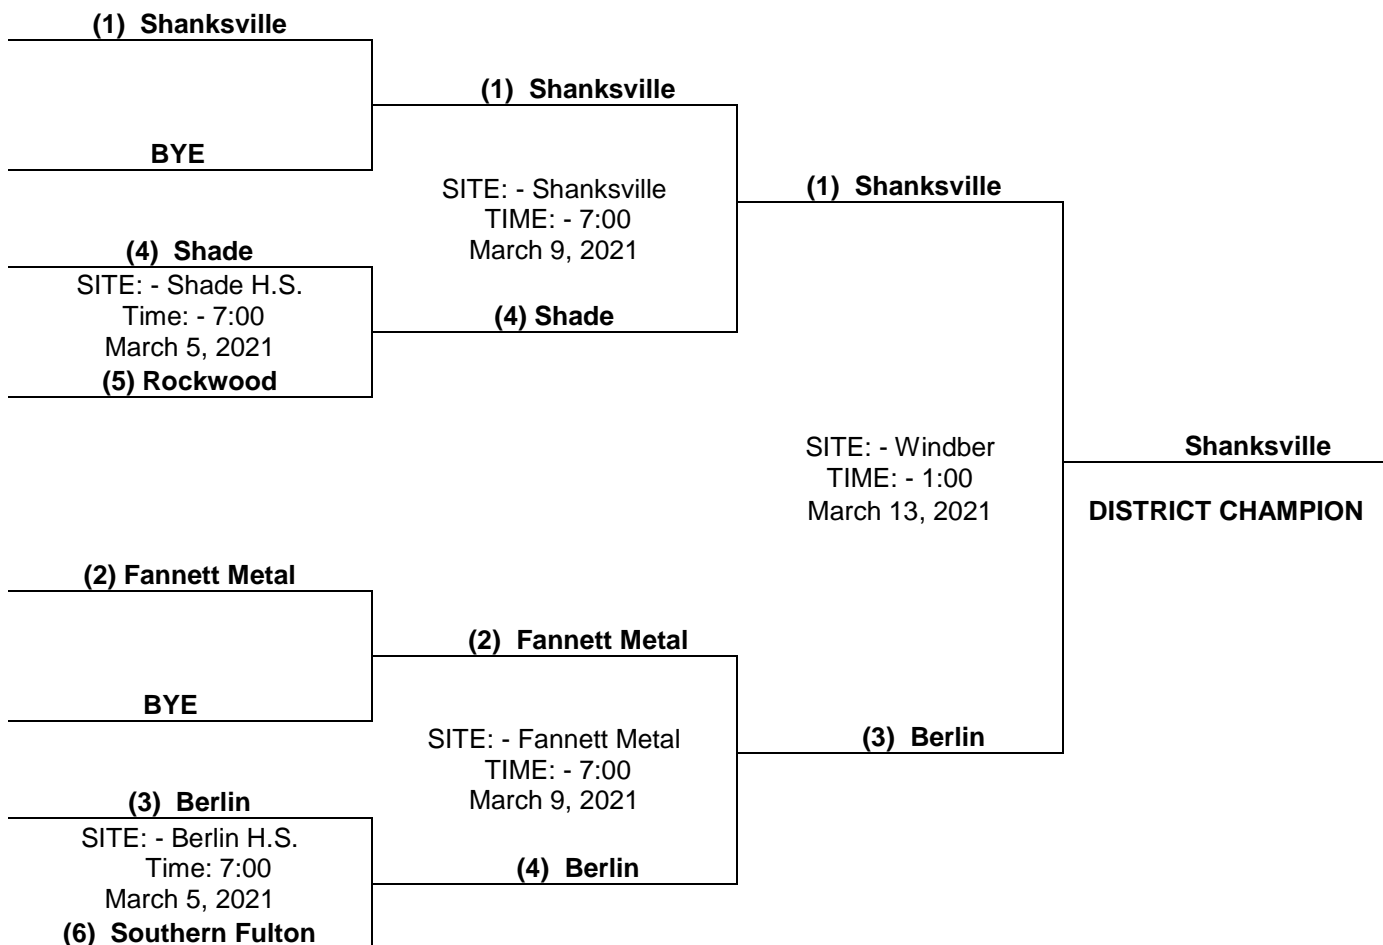 (1) Shanksville
BYE
(4) Shade
SITE: - Shade H.S.
Time: - 7:00
March 5, 2021
(5) Rockwood
(2) Fannett Metal
BYE
(3) Berlin
SITE: - Berlin H.S.
Time: 7:00
March 5, 2021
(6) Southern Fulton
(1) Shanksville
SITE: - Shanksville
TIME: - 7:00
March 9, 2021
(4) Shade
(2) Fannett Metal
SITE: - Fannett Metal
TIME: - 7:00
March 9, 2021
(4) Berlin
(1) Shanksville
SITE: - Windber
TIME: - 1:00
March 13, 2021
(3) Berlin
Shanksville
DISTRICT CHAMPION